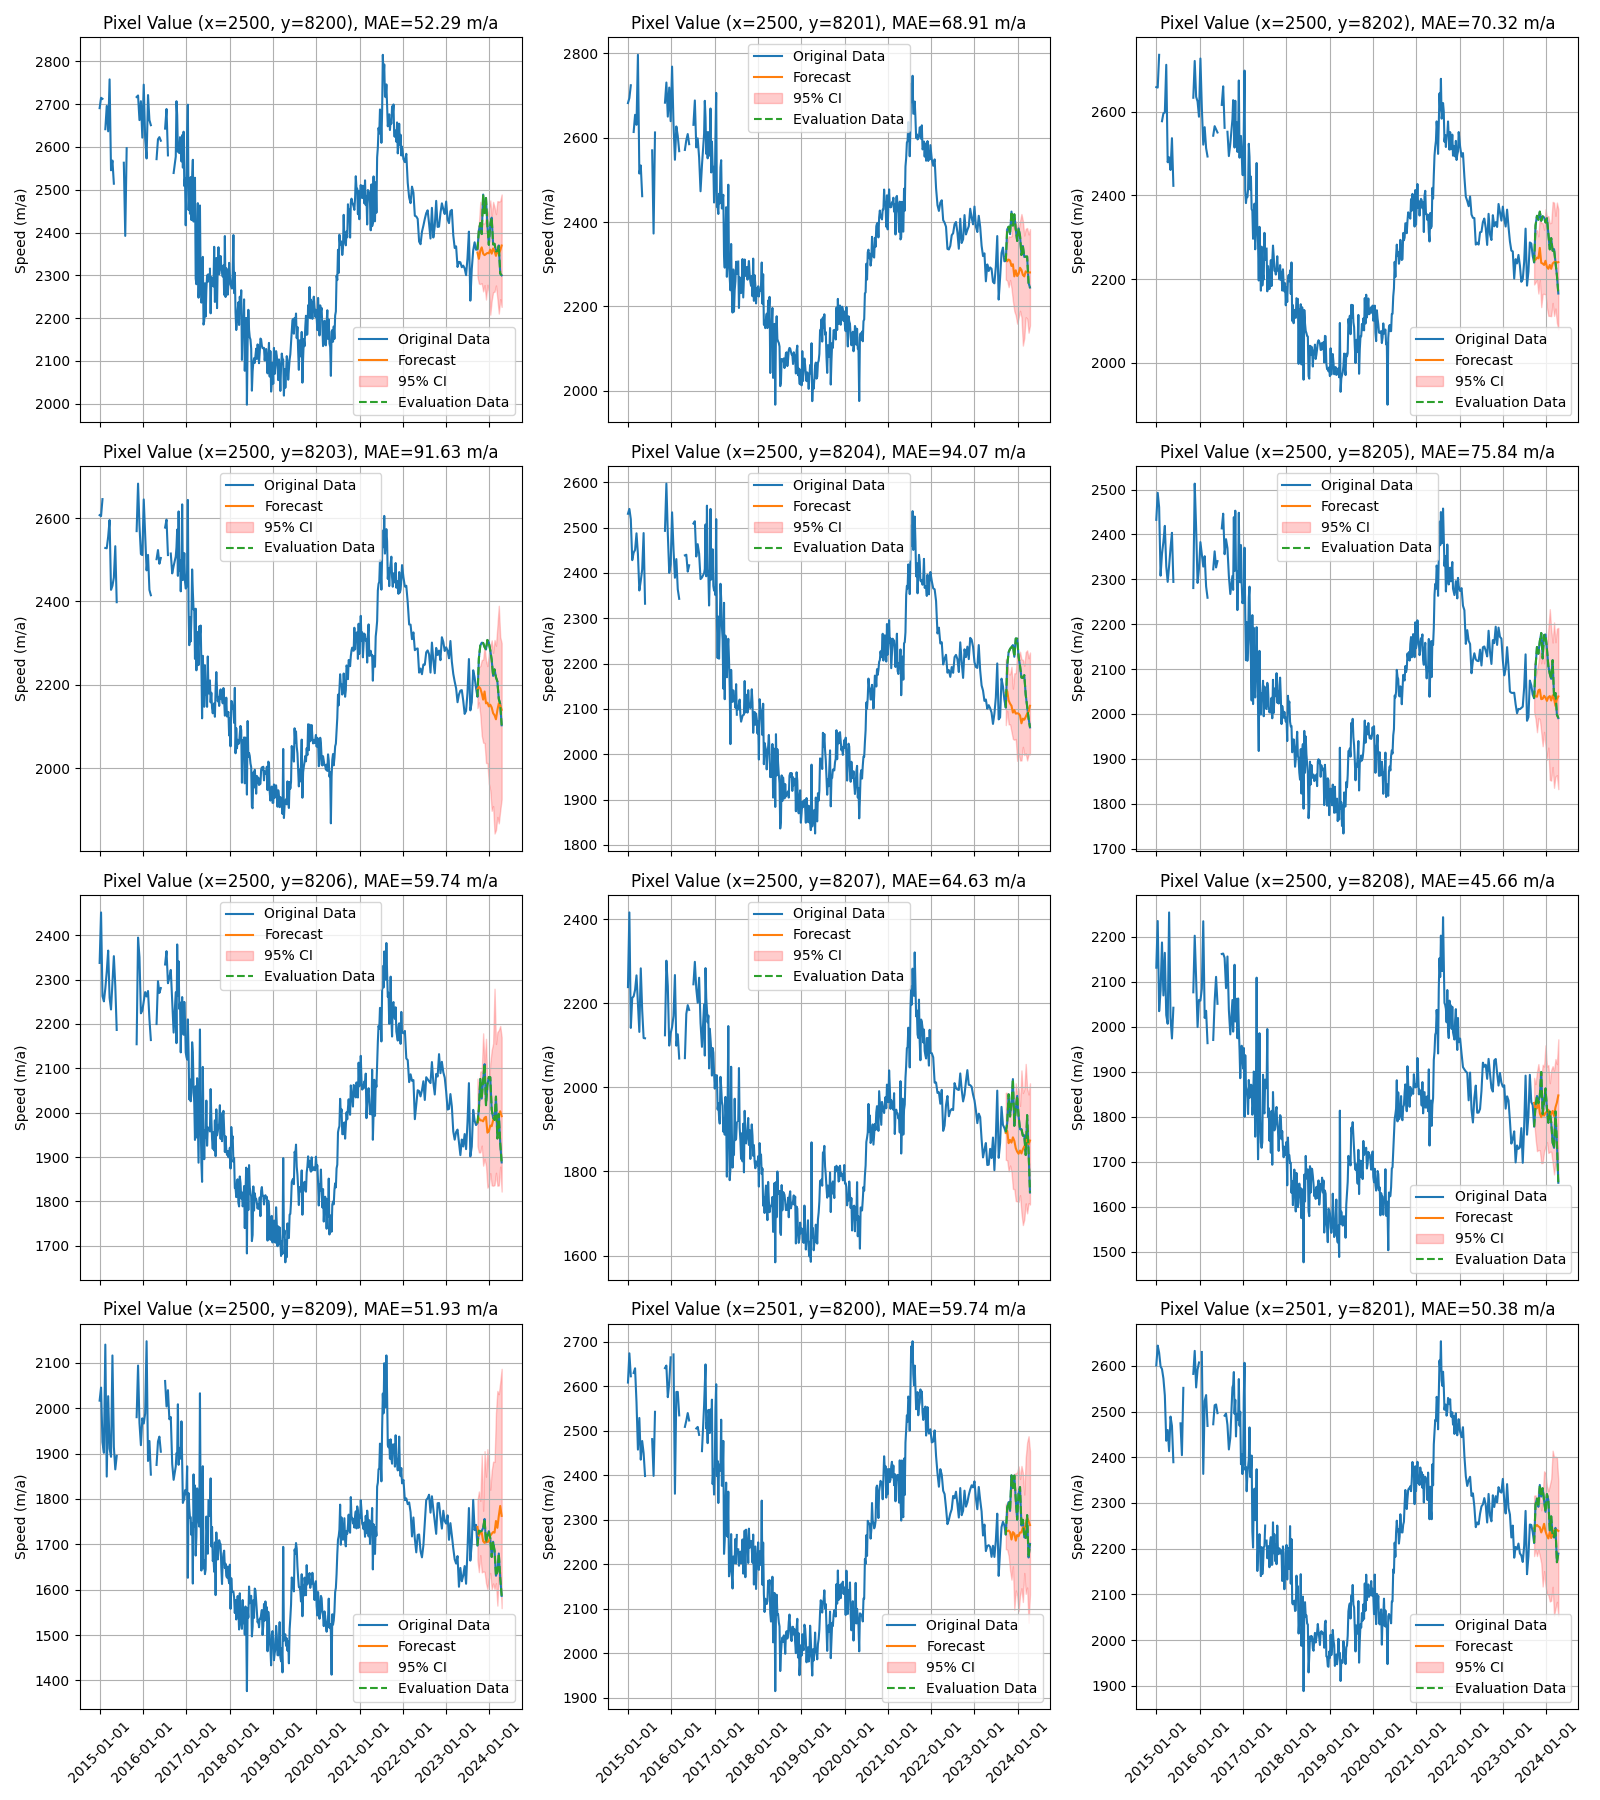 Pixel Value (x=2500, y=8200), MAE=52.29 m/a
Speed (m/a)
2800
2700
2600
2500
2400
2300
2200
2100
2000
Original Data
Forecast
95% CI
Evaluation Data
Pixel Value (x=2500, y=8201), MAE=68.91 m/a
Speed (m/a)
2800
2600
2400
2200
2000
Original Data
Forecast
95% CI
Evaluation Data
Pixel Value (x=2500, y=8202), MAE=70.32 m/a
Speed (m/a)
2600
2400
2200
2000
Original Data
Forecast
95% CI
Evaluation Data
Pixel Value (x=2500, y=8203), MAE=91.63 m/a
Speed (m/a)
2600
2400
2200
2000
Original Data
Forecast
95% CI
Evaluation Data
Pixel Value (x=2500, y=8204), MAE=94.07 m/a
Speed (m/a)
2600
2500
2400
2300
2200
2100
2000
1900
1800
Original Data
Forecast
95% CI
Evaluation Data
Pixel Value (x=2500, y=8205), MAE=75.84 m/a
Speed (m/a)
2500
2400
2300
2200
2100
2000
1900
1800
1700
Original Data
Forecast
95% CI
Evaluation Data
Pixel Value (x=2500, y=8206), MAE=59.74 m/a
Speed (m/a)
2400
2300
2200
2100
2000
1900
1800
1700
Original Data
Forecast
95% CI
Evaluation Data
Pixel Value (x=2500, y=8207), MAE=64.63 m/a
Speed (m/a)
2400
2200
2000
1800
1600
Original Data
Forecast
95% CI
Evaluation Data
Pixel Value (x=2500, y=8208), MAE=45.66 m/a
Speed (m/a)
2200
2100
2000
1900
1800
1700
1600
1500
Original Data
Forecast
95% CI
Evaluation Data
Pixel Value (x=2500, y=8209), MAE=51.93 m/a
Speed (m/a)
2100
2000
1900
1800
1700
1600
1500
1400
Original Data
Forecast
95% CI
Evaluation Data
2015-01-01
2016-01-01
2017-01-01
2018-01-01
2019-01-01
2020-01-01
2021-01-01
2022-01-01
2023-01-01
2024-01-01
Pixel Value (x=2501, y=8200), MAE=59.74 m/a
Speed (m/a)
2700
2600
2500
2400
2300
2200
2100
2000
1900
Original Data
Forecast
95% CI
Evaluation Data
2015-01-01
2016-01-01
2017-01-01
2018-01-01
2019-01-01
2020-01-01
2021-01-01
2022-01-01
2023-01-01
2024-01-01
Pixel Value (x=2501, y=8201), MAE=50.38 m/a
Speed (m/a)
2600
2500
2400
2300
2200
2100
2000
1900
Original Data
Forecast
95% CI
Evaluation Data
2015-01-01
2016-01-01
2017-01-01
2018-01-01
2019-01-01
2020-01-01
2021-01-01
2022-01-01
2023-01-01
2024-01-01